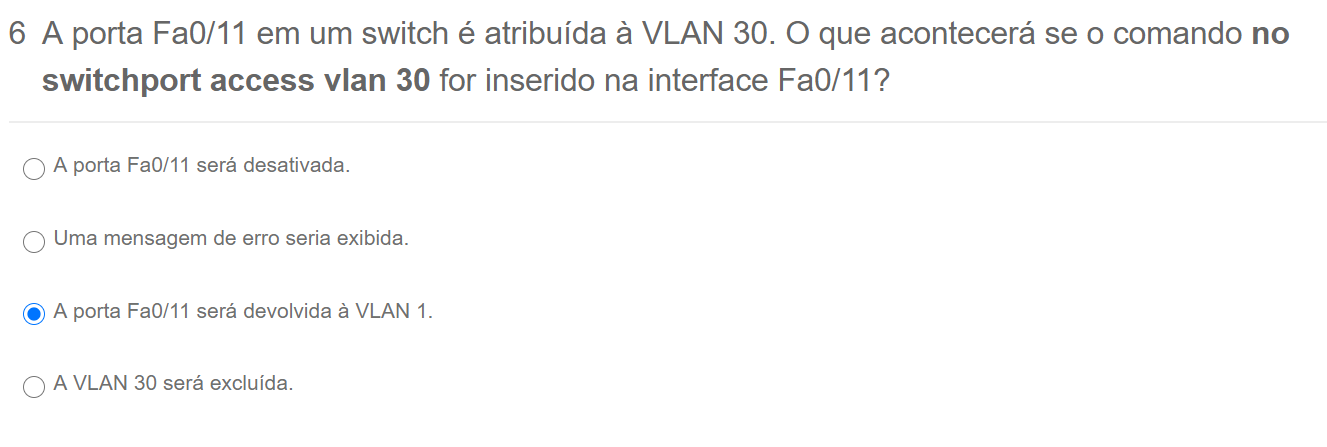 6 A porta Fa0/11 em um switch é atribuída à VLAN 30. O que acontecerá se o comando no
switchport access vlan 30 for inserido na interface Fa0/11?
A porta Fa0/11 será desativada.
Uma mensagem de erro seria exibida.
A porta Fa0/11 será devolvida à VLAN 1.
A VLAN 30 será excluída.